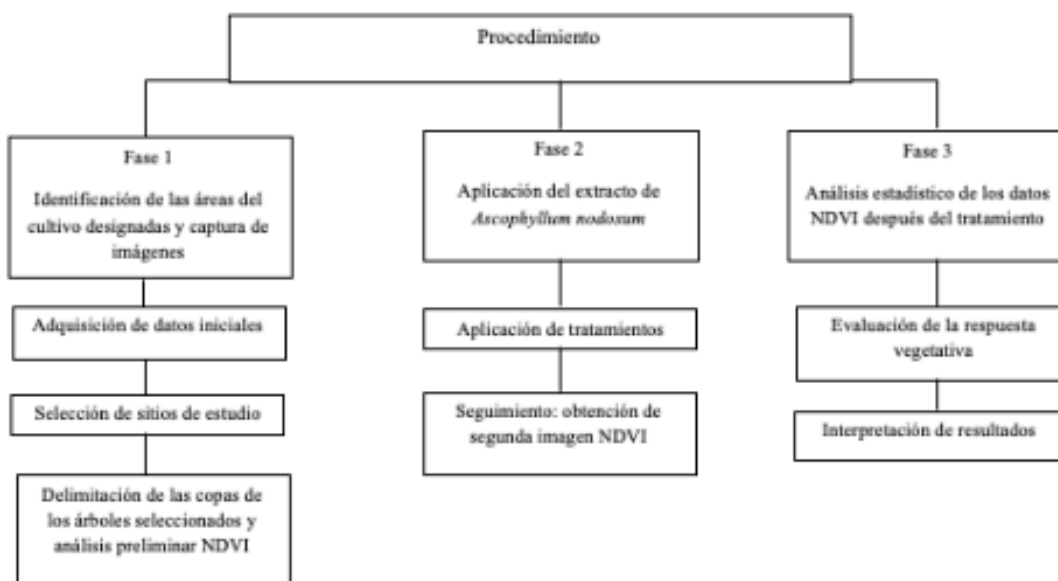 Procedimiento
Fase 1
Identificación de las áreas del
cultivo designadas y captura de
imágenes
Adquisición de datos iniciales
Selección de sitios de estudio
Delimitación de las copas de
los árboles seleccionados y
análisis preliminar NDVI
Fase 2
Aplicación del extracto de
Ascophyllum nodosum
Aplicación de tratamientos
Seguimiento: obtención de
segunda imagen NDVI
Fase 3
Análisis estadístico de los datos
NDVI después del tratamiento
Evaluación de la respuesta
vegetativa
Interpretación de resultados